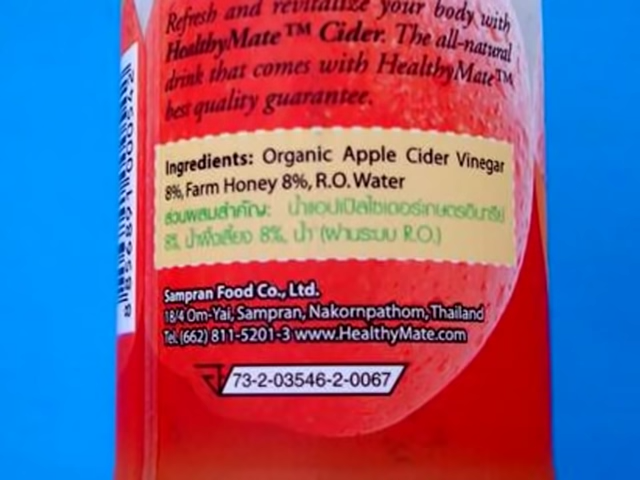 Refresh and revitalize your body with
HealthyMate™ Cider. The all-natural
drink that comes with HealthyMate™
best quality guarantee.
Ingredients: Organic Apple Cider Vinegar
8%, Farm Honey 8%, R.O. Water
ส่วนผสมสำคัญ: น้ำแอปเปิลไซเดอร์เกษตรอินทรีย์
8%, น้ำผึ้งเลี้ยง 8%, น้ำ (ผ่านระบบ R.O.)
Sampran Food Co., Ltd.
18/4 Om-Yai, Sampran, Nakornpathom, Thailand
Tel. (662) 811-5201-3 www.HealthyMate.com
73-2-03546-2-0067